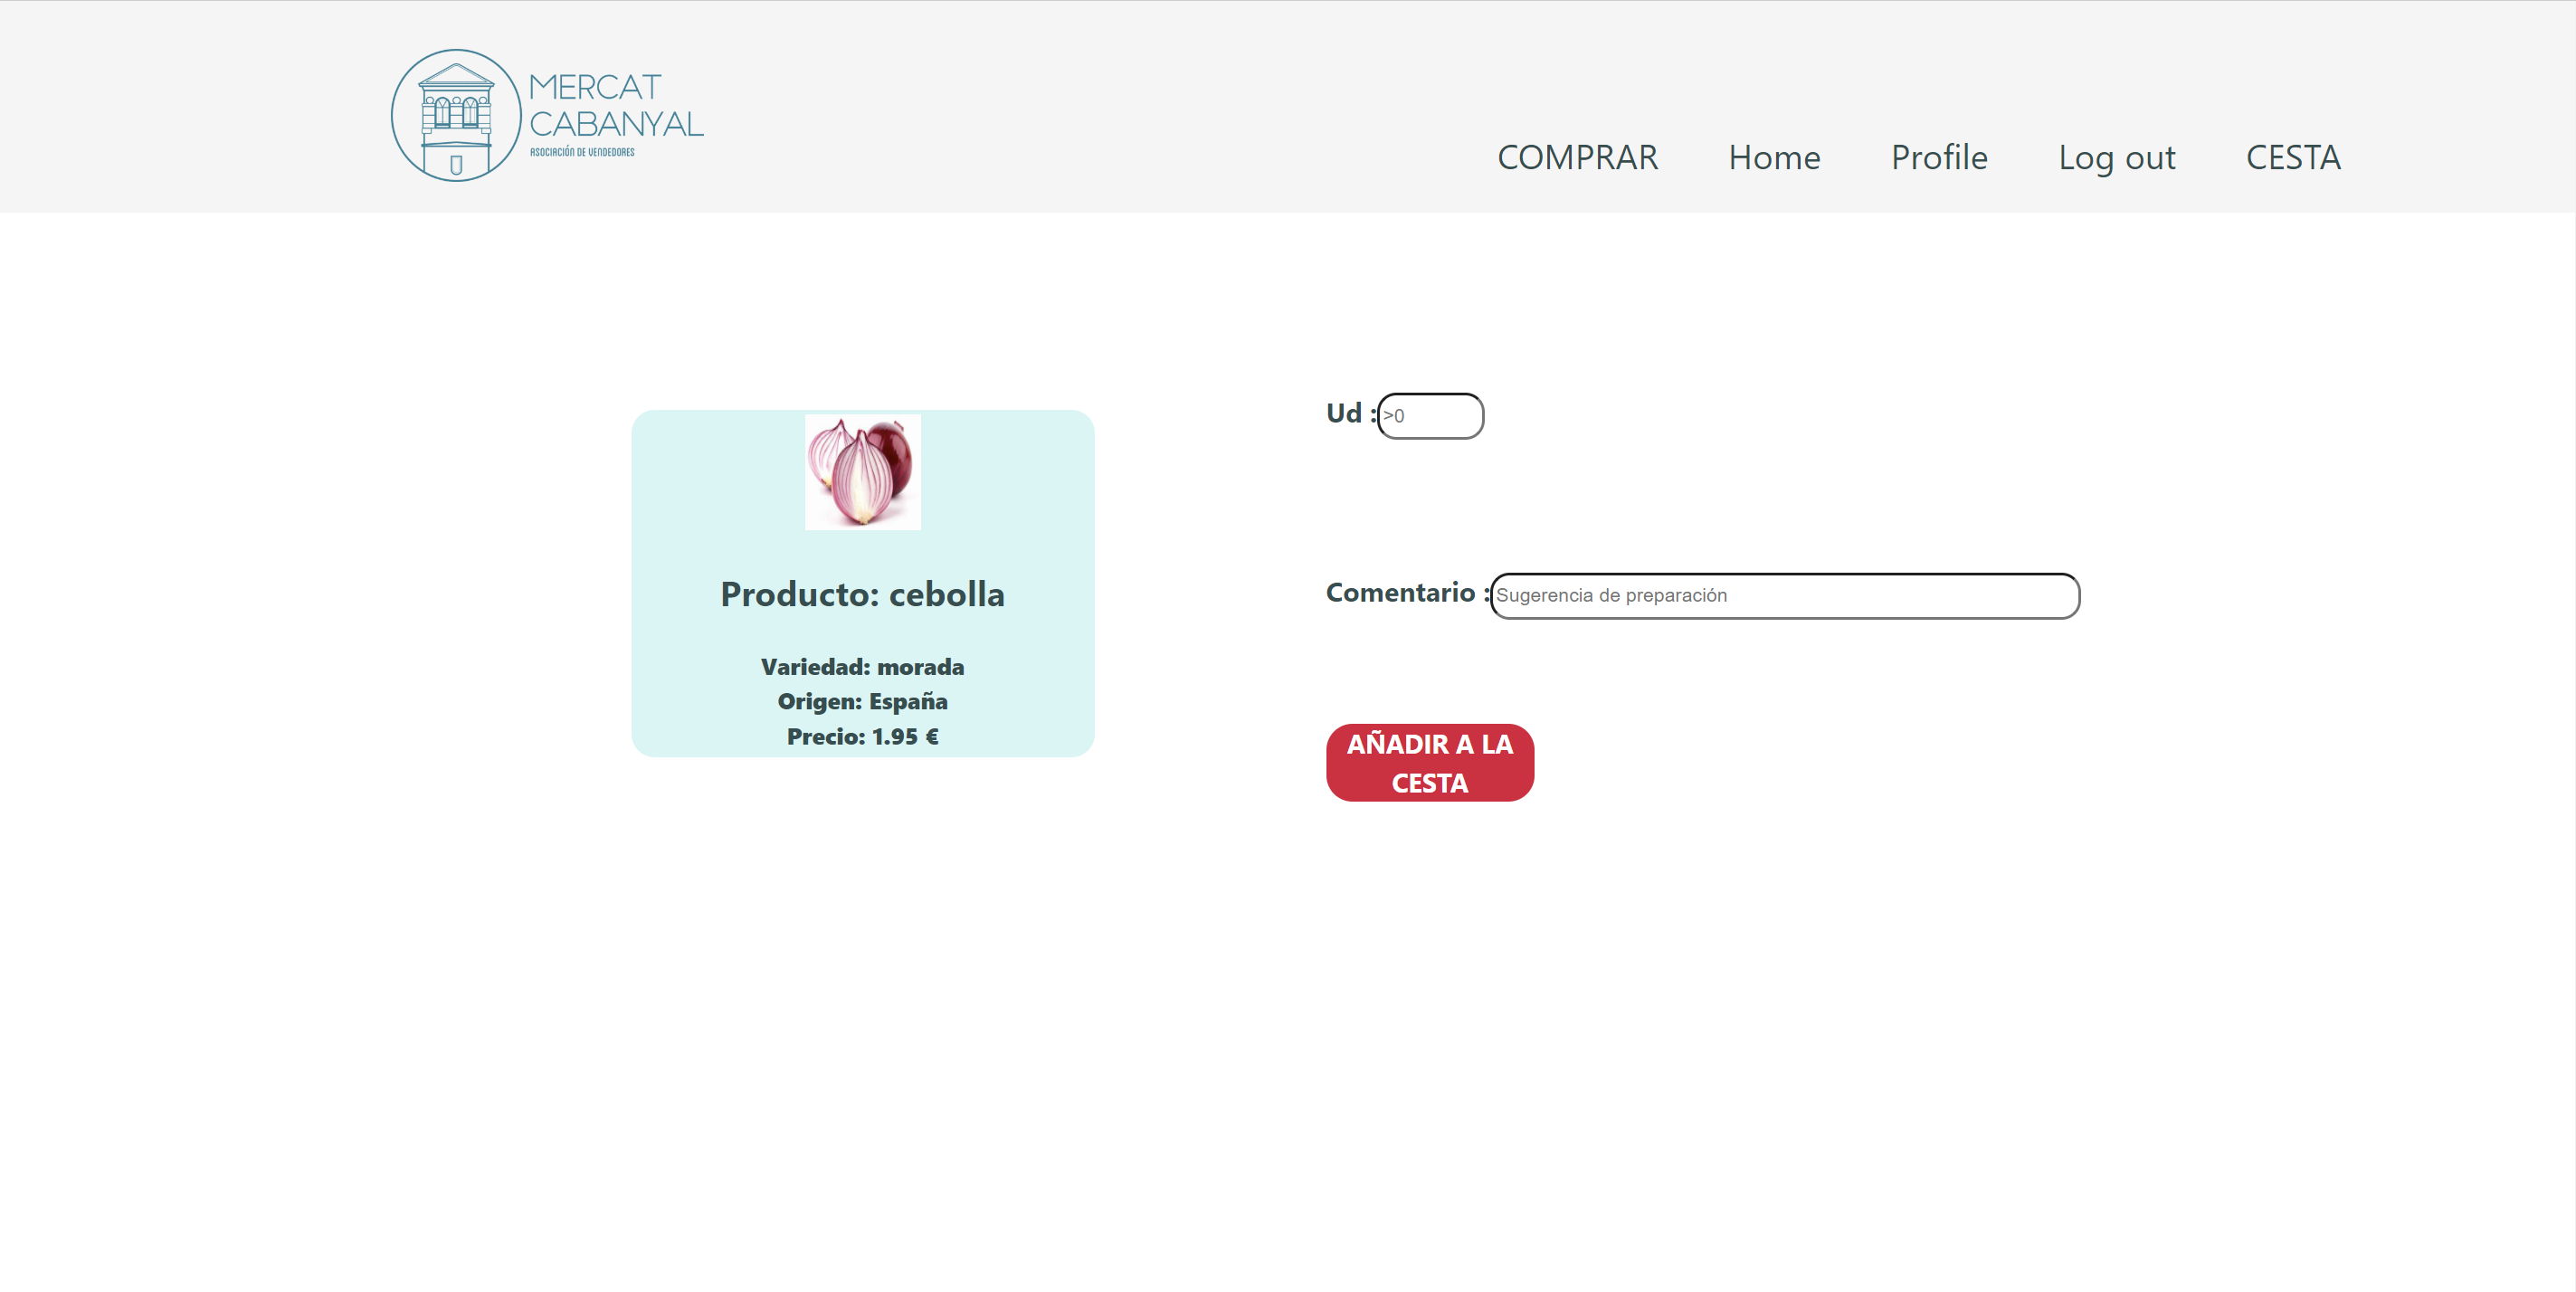 MERCAT
CABANYAL
ASOCIACIÓN DE VENDEDORES
COMPRAR Home Profile Log out CESTA
Producto: cebolla
Variedad: morada
Origen: España
Precio: 1.95 €
Ud : >0
Comentario : Sugerencia de preparación
AÑADIR A LA
CESTA